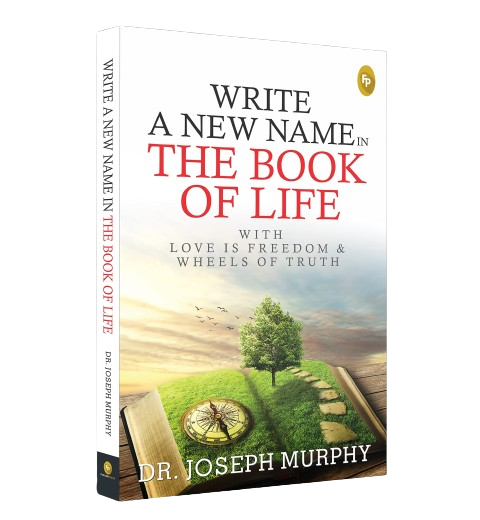 WRITE A NEW NAME IN THE BOOK OF LIFE
DR. JOSEPH MURPHY
FP
WRITE
A NEW NAME IN
THE BOOK
OF LIFE
WITH
LOVE IS FREEDOM &
WHEELS OF TRUTH
DR. JOSEPH MURPHY